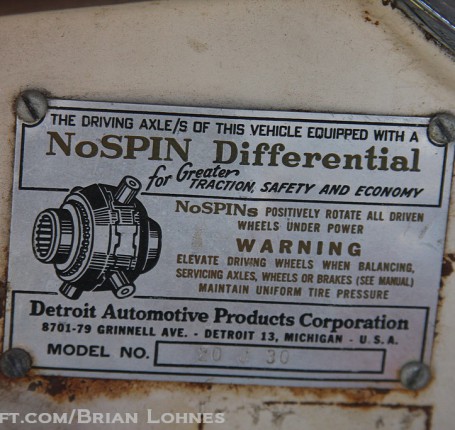 THE DRIVING AXLE/S OF THIS VEHICLE EQUIPPED WITH A
NoSPIN Differential
for Greater
TRACTION, SAFETY AND ECONOMY
NoSPINs POSITIVELY ROTATE ALL DRIVEN
WHEELS UNDER POWER
WARNING
ELEVATE DRIVING WHEELS WHEN BALANCING,
SERVICING AXLES, WHEELS OR BRAKES (SEE MANUAL)
MAINTAIN UNIFORM TIRE PRESSURE
Detroit Automotive Products Corporation
8701-79 GRINNELL AVE. - DETROIT 13, MICHIGAN - U.S.A.
MODEL NO. 30
FT.COM/BRIAN LOHNES